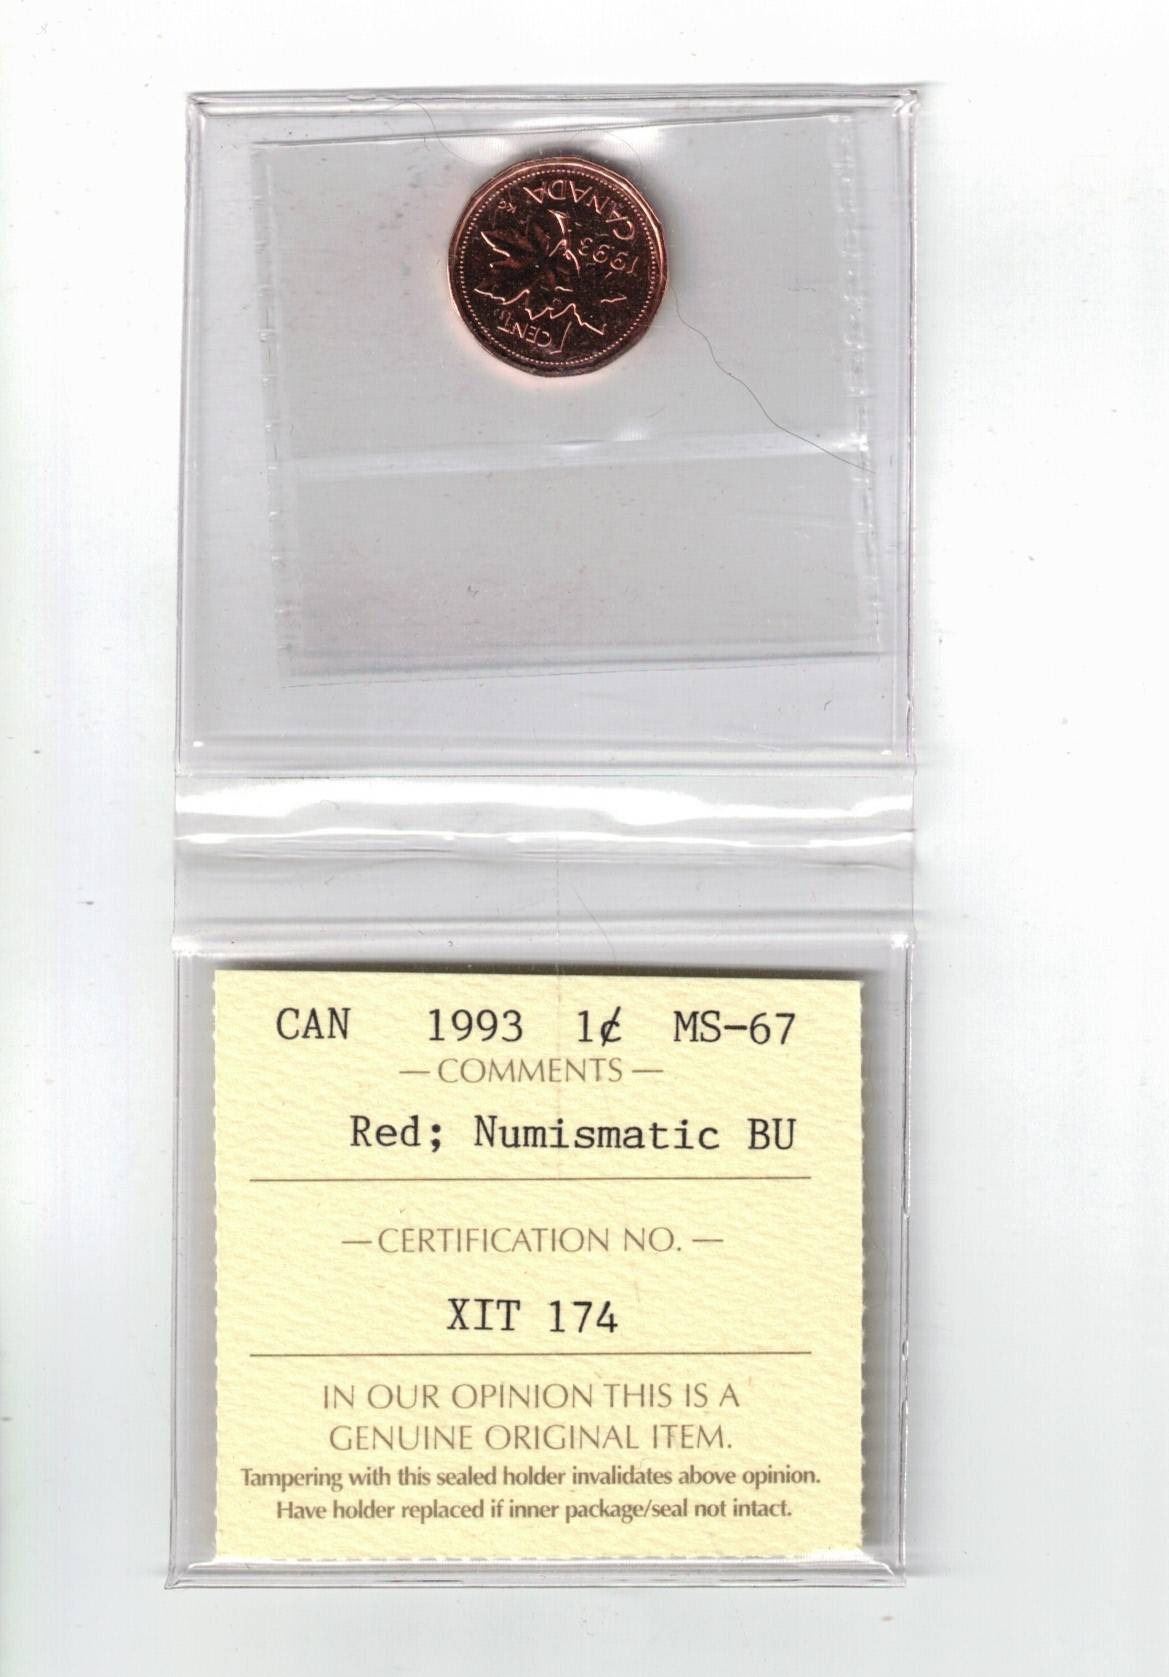 CANADA
1993
1 CENT
CAN 1993 1¢ MS-67
— COMMENTS —
Red; Numismatic BU
— CERTIFICATION NO. —
XIT 174
IN OUR OPINION THIS IS A
GENUINE ORIGINAL ITEM.
Tampering with this sealed holder invalidates above opinion.
Have holder replaced if inner package/seal not intact.